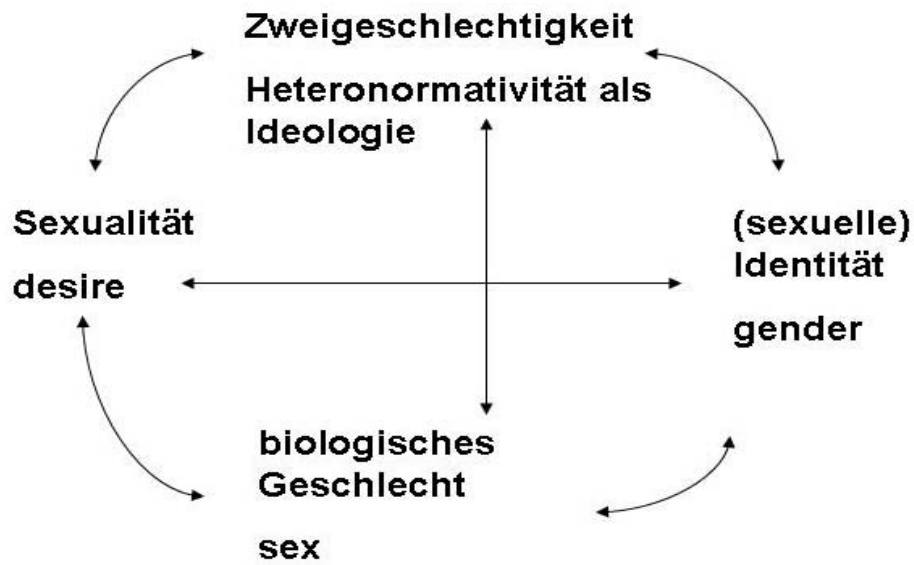 Zweigeschlechtigkeit
Heteronormativität als
Ideologie
Sexualität
desire
(sexuelle)
Identität
gender
biologisches
Geschlecht
sex